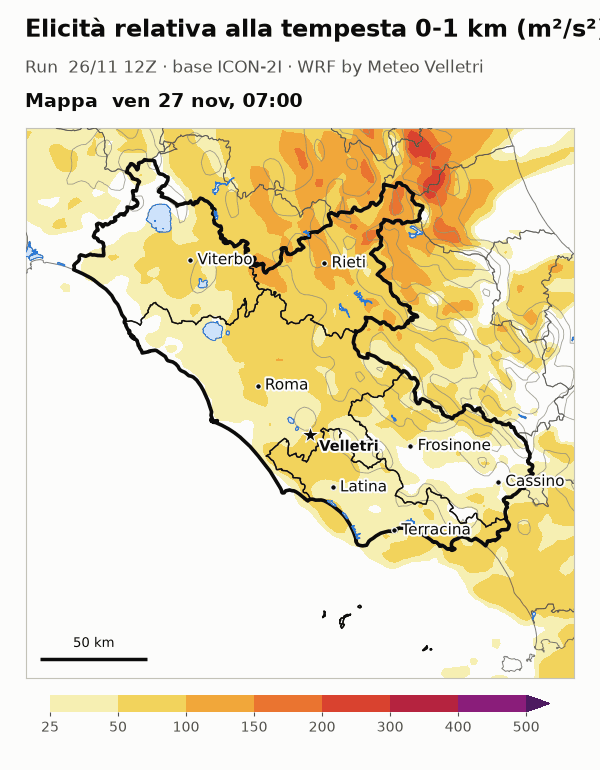 Elicità relativa alla tempesta 0-1 km (m²/s²)
Run  26/11 12Z · base ICON-2I · WRF by Meteo Velletri
Mappa  ven 27 nov, 07:00
Viterbo
Rieti
Roma
Velletri
Frosinone
Cassino
Latina
Terracina
50 km
25 50 100 150 200 300 400 500